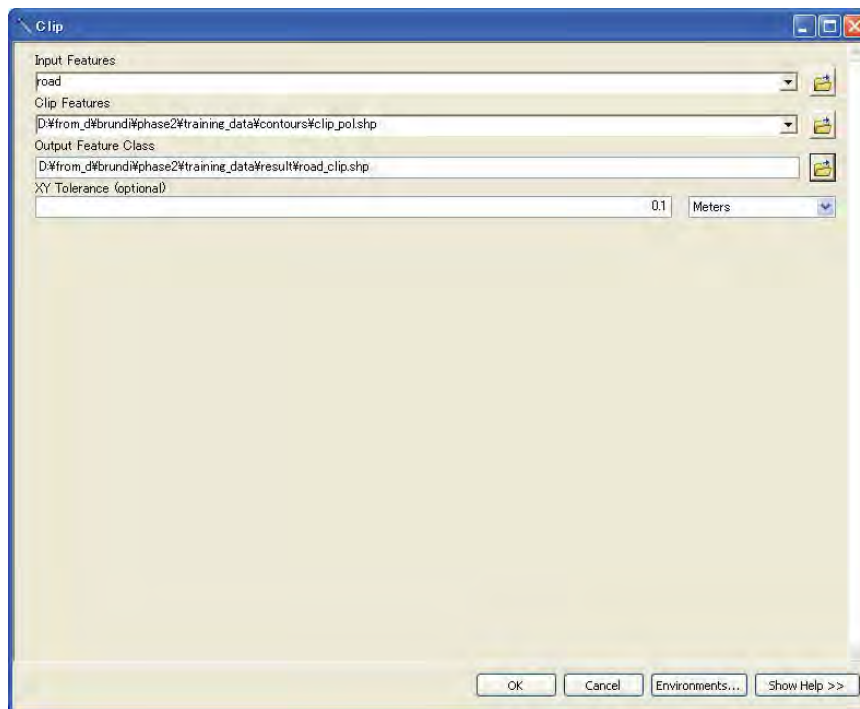 Clip
Input Features
road
Clip Features
D:¥from_d¥brundi¥phase2¥training_data¥contours¥clip_pol.shp
Output Feature Class
D:¥from_d¥brundi¥phase2¥training_data¥result¥road_clip.shp
XY Tolerance (optional)
0.1 Meters
OK Cancel Environments... Show Help >>